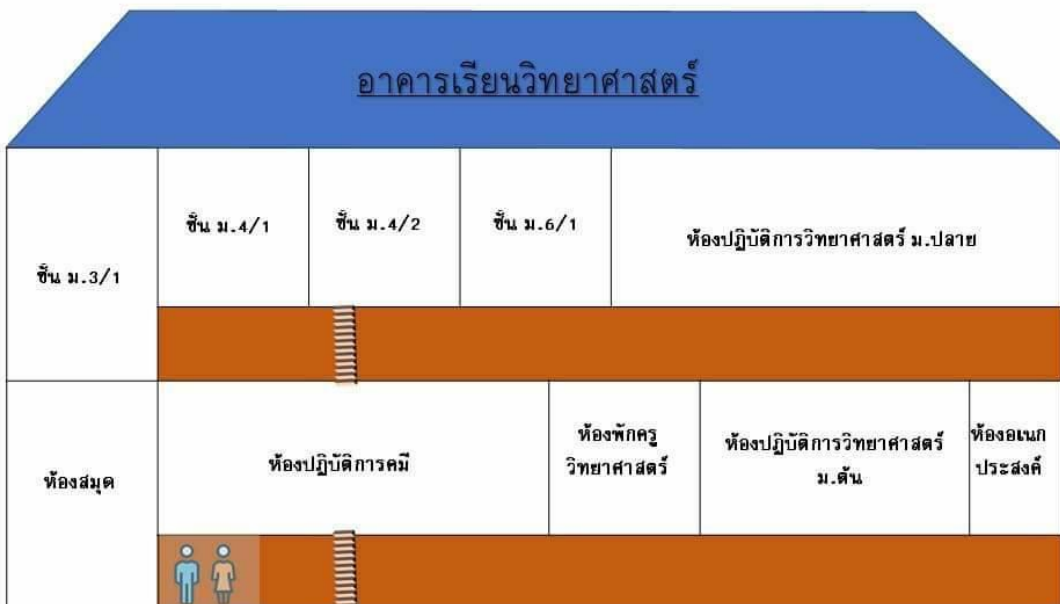 อาคารเรียนวิทยาศาสตร์
ชั้น ม.3/1
ชั้น ม.4/1
ชั้น ม.4/2
ชั้น ม.6/1
ห้องปฏิบัติการวิทยาศาสตร์ ม.ปลาย
ห้องสมุด
ห้องปฏิบัติการคมี
ห้องพักครู
วิทยาศาสตร์
ห้องปฏิบัติการวิทยาศาสตร์
ม.ต้น
ห้องอเนก
ประสงค์